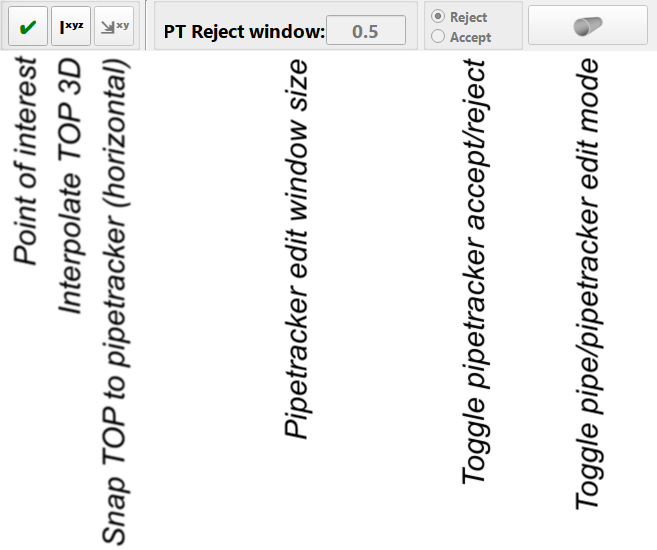 Ixyz
xy
PT Reject window:
0.5
Reject
Accept
Point of interest
Interpolate TOP 3D
Snap TOP to pipetracker (horizontal)
Pipetracker edit window size
Toggle pipetracker accept/reject
Toggle pipe/pipetracker edit mode